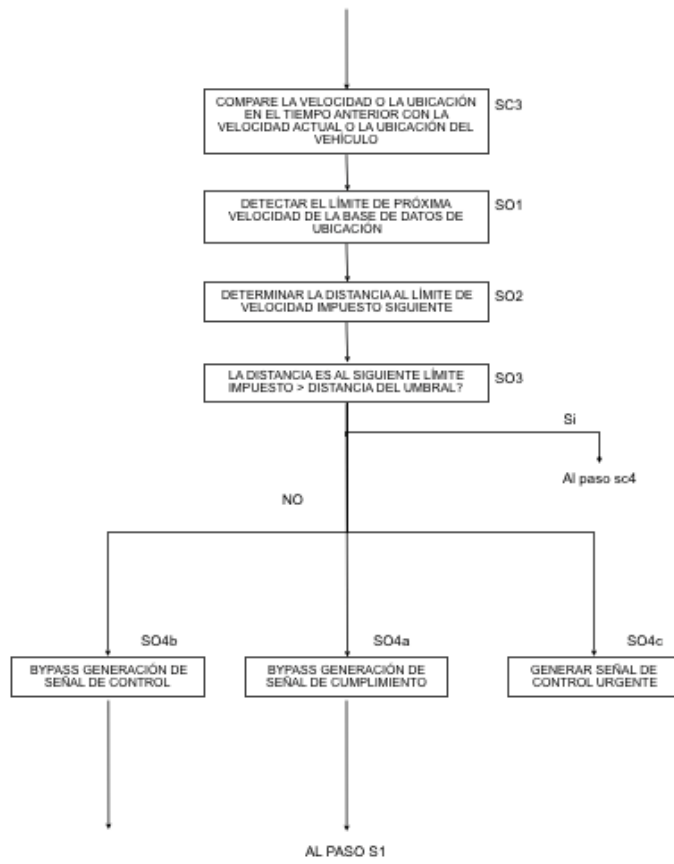 COMPARE LA VELOCIDAD O LA UBICACIÓN
EN EL TIEMPO ANTERIOR CON LA
VELOCIDAD ACTUAL O LA UBICACIÓN DEL
VEHÍCULO
SC3
DETECTAR EL LÍMITE DE PRÓXIMA
VELOCIDAD DE LA BASE DE DATOS DE
UBICACIÓN
SO1
DETERMINAR LA DISTANCIA AL LÍMITE DE
VELOCIDAD IMPUESTO SIGUIENTE
SO2
LA DISTANCIA ES AL SIGUIENTE LÍMITE
IMPUESTO > DISTANCIA DEL UMBRAL?
SO3
Si
Al paso sc4
NO
SO4b
BYPASS GENERACIÓN DE
SEÑAL DE CONTROL
SO4a
BYPASS GENERACIÓN DE
SEÑAL DE CUMPLIMIENTO
SO4c
GENERAR SEÑAL DE
CONTROL URGENTE
AL PASO S1